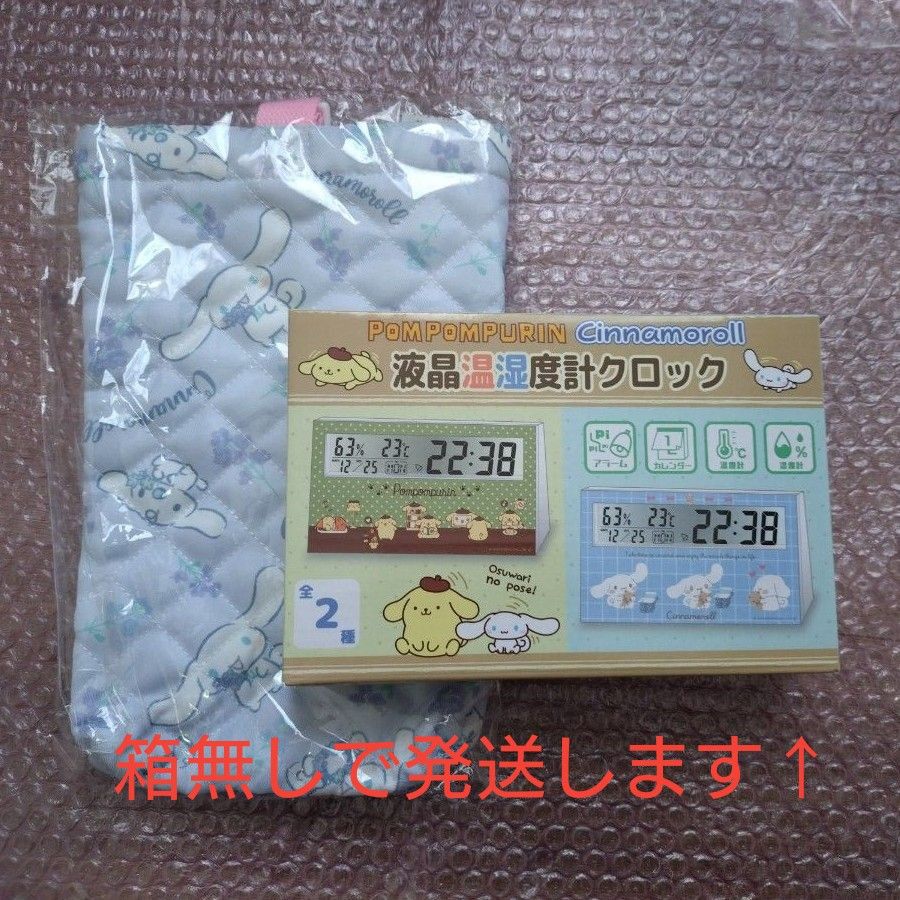 Cinnamoroll
Cinnamoroll
POMPOMPURIN Cinnamoroll
液晶温湿度計クロック
63% 23℃ 22:38
12/25 MON
Pompompurin
Pi
Pi
アラーム
1
カレンダー
℃
温度計
%
湿度計
63% 23℃ 22:38
12/25 MON
Cinnamoroll
全
2
種
Osuwari
no pose!
箱無しで発送します↑